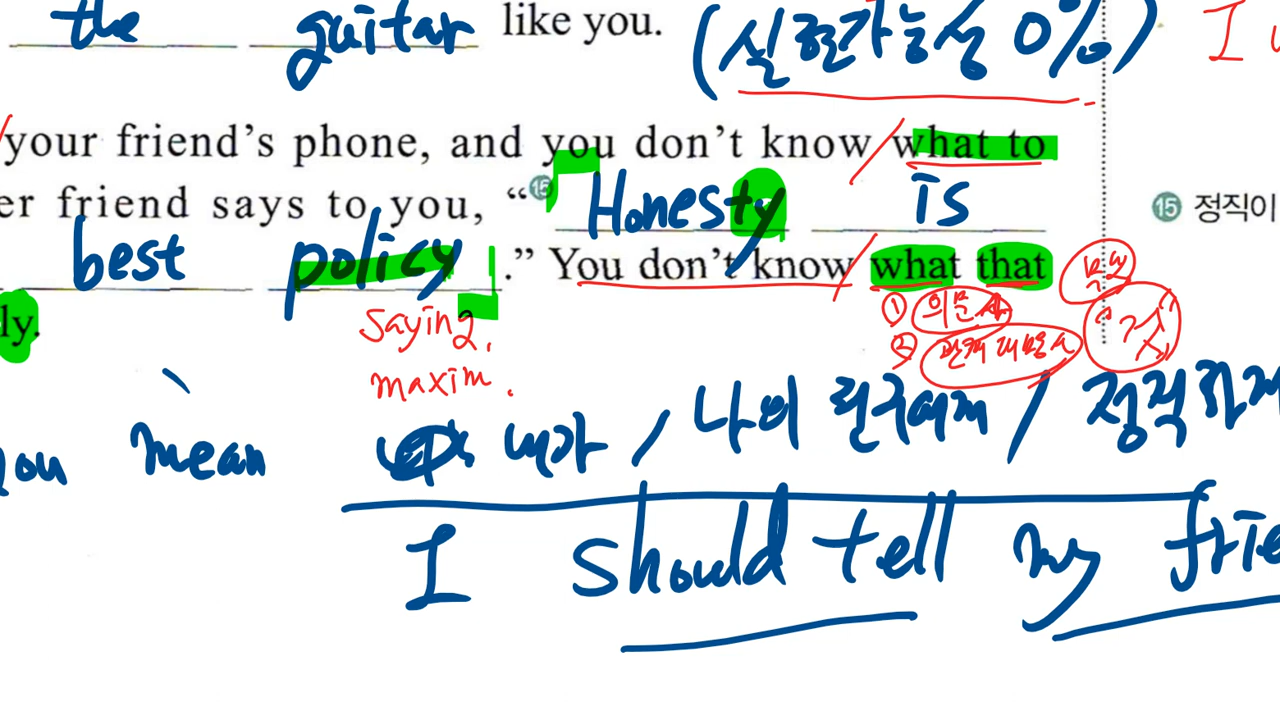 the guitar like you. (실현가능성 0%) I
your friend's phone, and you don't know / what to
er friend says to you, “⑮ Honesty is
⑮ 정직이
best policy .” You don't know / what that
ly.
saying.
maxim.
① 의문사
② 관계대명사
"것"
you mean 내가 / 나의 친구에게 / 정직하게
I should tell my frie